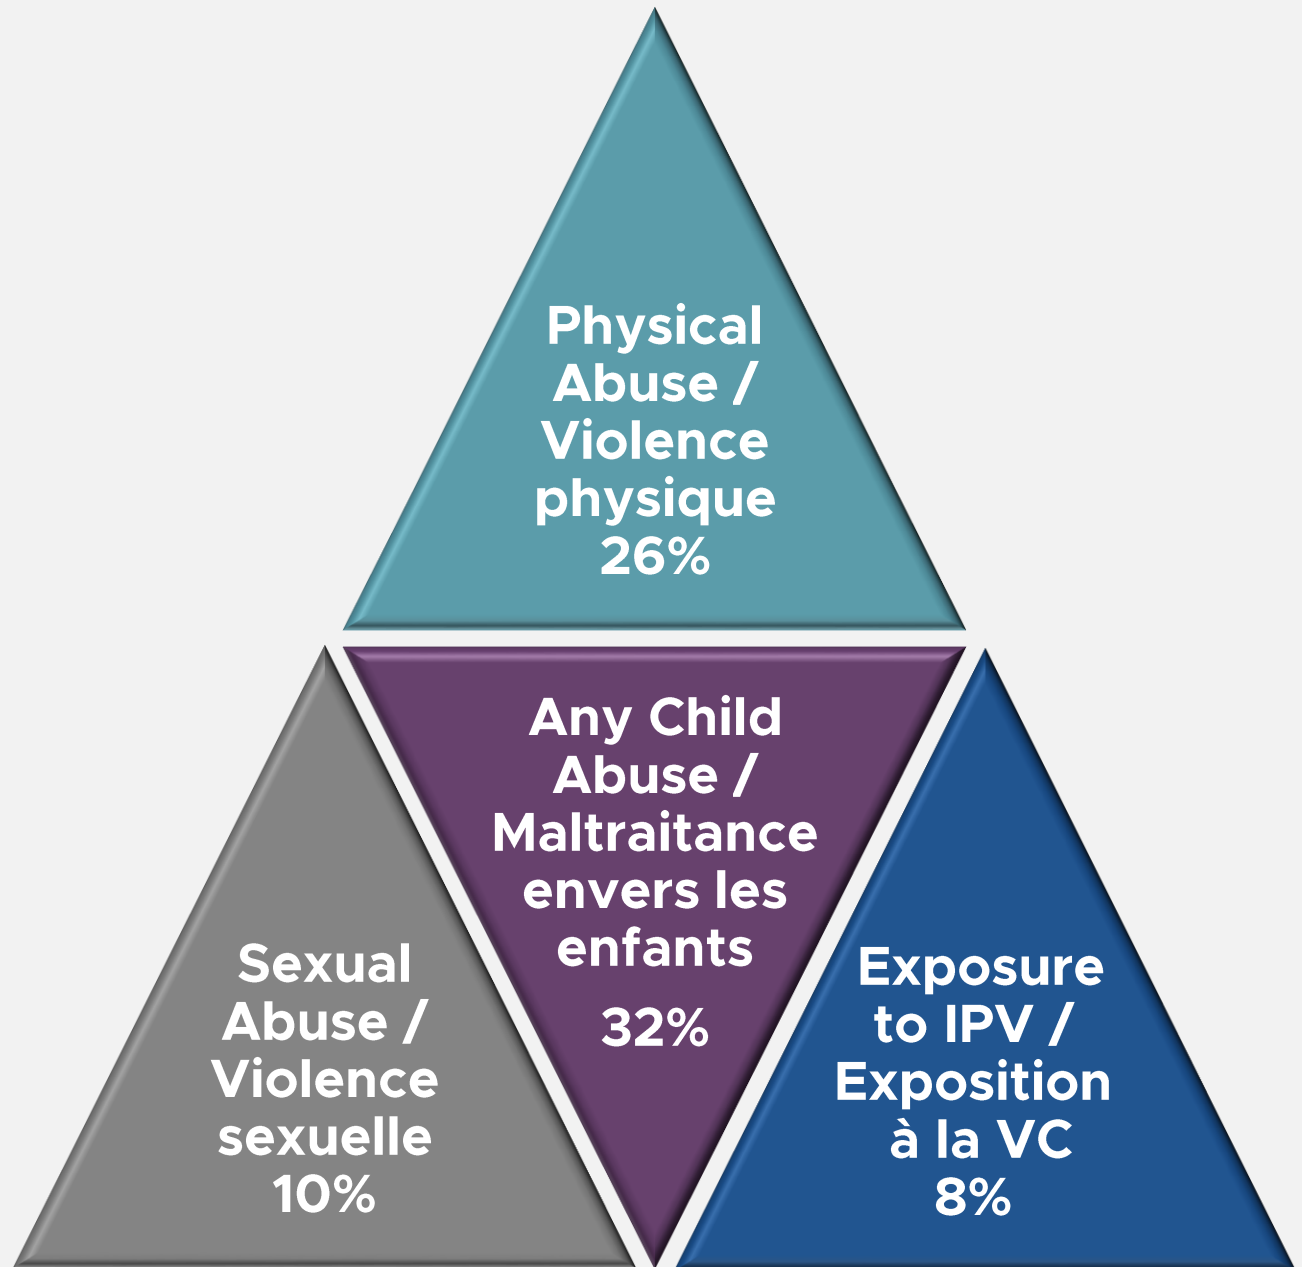 Physical
Abuse /
Violence
physique
26%
Any Child
Abuse /
Maltraitance
envers les
enfants
32%
Sexual
Abuse /
Violence
sexuelle
10%
Exposure
to IPV /
Exposition
à la VC
8%